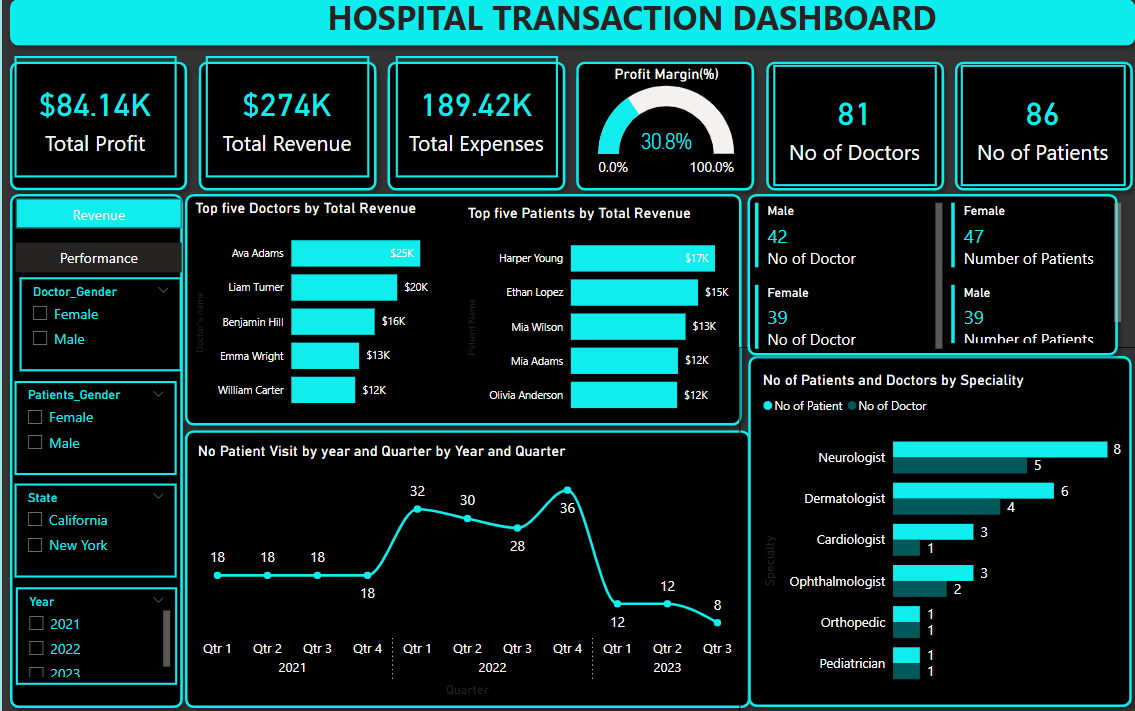 HOSPITAL TRANSACTION DASHBOARD
$84.14K
Total Profit
$274K
Total Revenue
189.42K
Total Expenses
Profit Margin(%)
30.8%
0.0% 100.0%
81
No of Doctors
86
No of Patients
Revenue
Performance
Doctor_Gender
Female
Male
Patients_Gender
Female
Male
State
California
New York
Year
2021
2022
2023
Top five Doctors by Total Revenue
Doctor's name
Ava Adams $25K
Liam Turner $20K
Benjamin Hill $16K
Emma Wright $13K
William Carter $12K
Top five Patients by Total Revenue
Patient Name
Harper Young $17K
Ethan Lopez $15K
Mia Wilson $13K
Mia Adams $12K
Olivia Anderson $12K
Male
42
No of Doctor
Female
39
No of Doctor
Female
47
Number of Patients
Male
39
Number of Patients
No Patient Visit by year and Quarter by Year and Quarter
18 18 18 18 32 30 28 36 12 12 8
Qtr 1 Qtr 2 Qtr 3 Qtr 4 Qtr 1 Qtr 2 Qtr 3 Qtr 4 Qtr 1 Qtr 2 Qtr 3
2021 2022 2023
Quarter
No of Patients and Doctors by Speciality
No of Patient No of Doctor
Specialty
Neurologist 8
5
Dermatologist 6
4
Cardiologist 3
1
Ophthalmologist 3
2
Orthopedic 1
1
Pediatrician 1
1